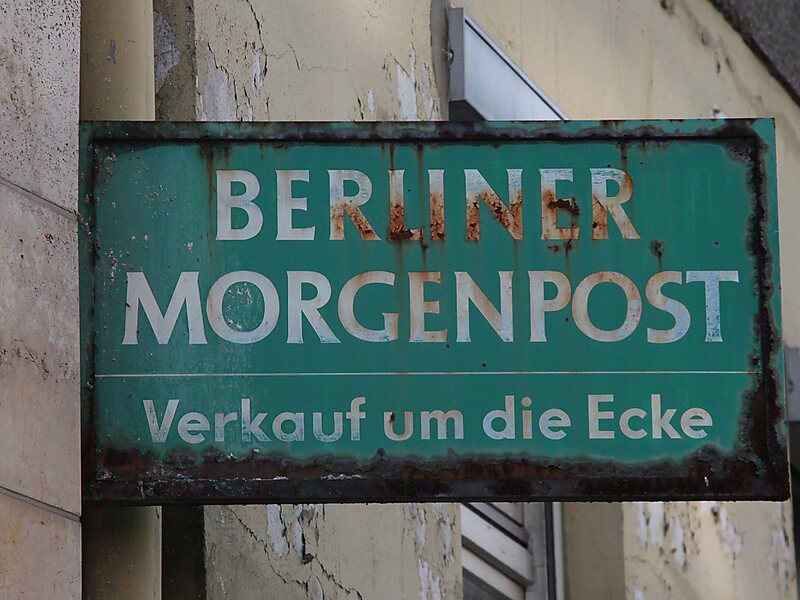 BERLINER
MORGENPOST
Verkauf um die Ecke